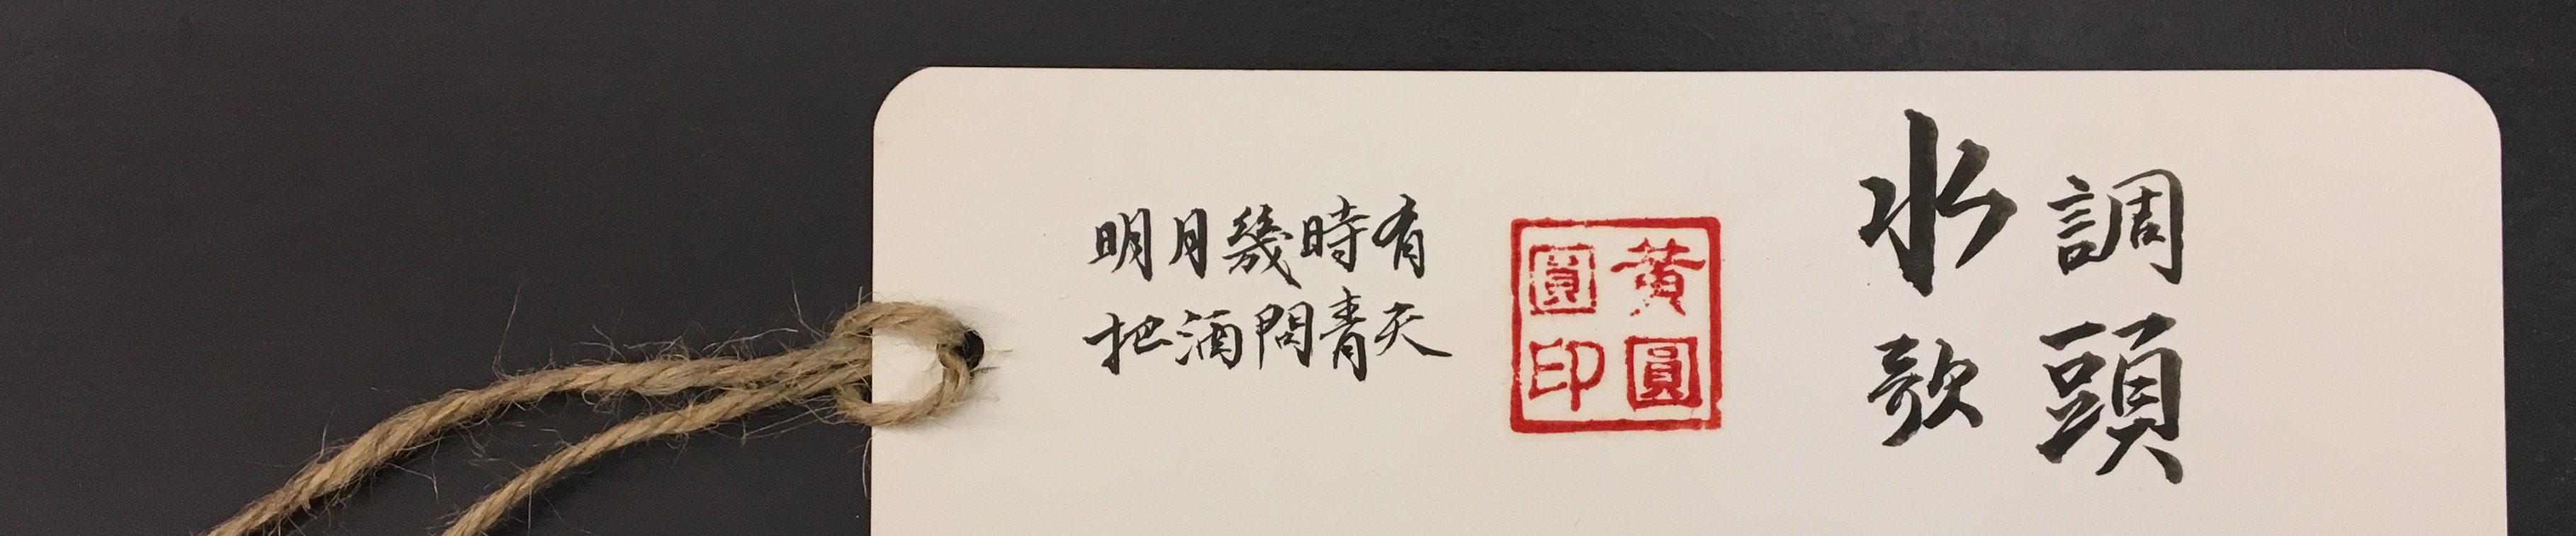 明月幾時有
把酒問青天
黃圓圓印
水調
歌頭